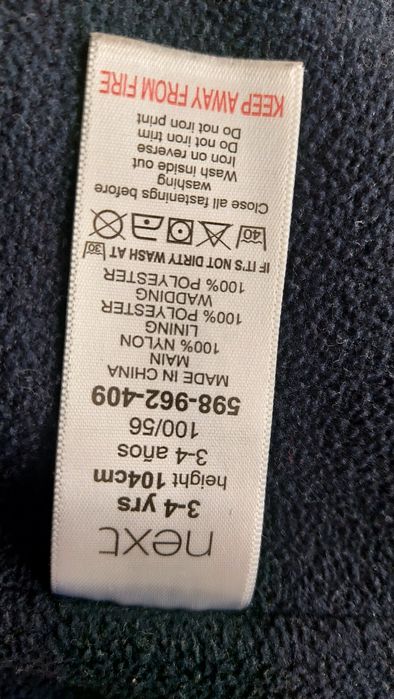 next
3-4 yrs
height 104cm
3-4 años
100/56
598-962-409
MADE IN CHINA
MAIN
100% NYLON
LINING
100% POLYESTER
WADDING
100% POLYESTER
IF IT'S NOT DIRTY WASH AT 30
40
Close all fastenings before
washing
Wash inside out
Iron on reverse
Do not iron trim
Do not iron print
KEEP AWAY FROM FIRE